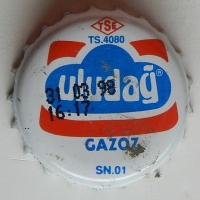 TSE
TS.4080
uludağ®
31 03 98
16:17
GAZOZ
SN.01